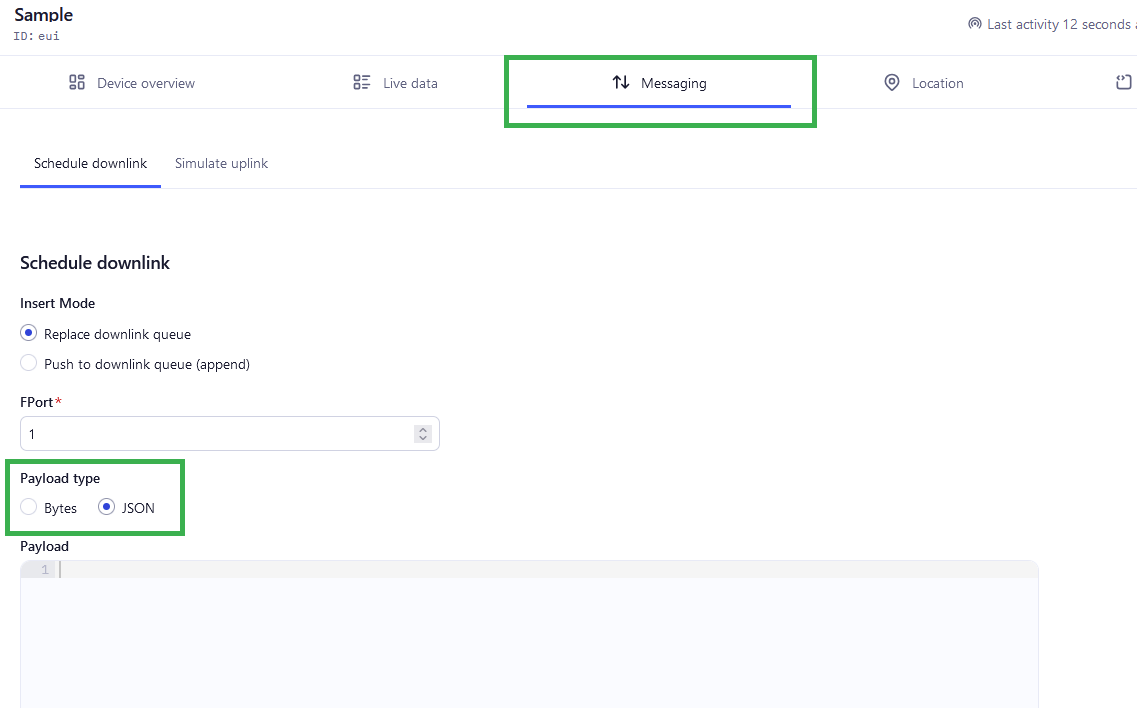 Sample
ID: eui
Last activity 12 seconds a
Device overview
Live data
Messaging
Location
Schedule downlink
Simulate uplink
Schedule downlink
Insert Mode
Replace downlink queue
Push to downlink queue (append)
FPort*
1
Payload type
Bytes
JSON
Payload
1